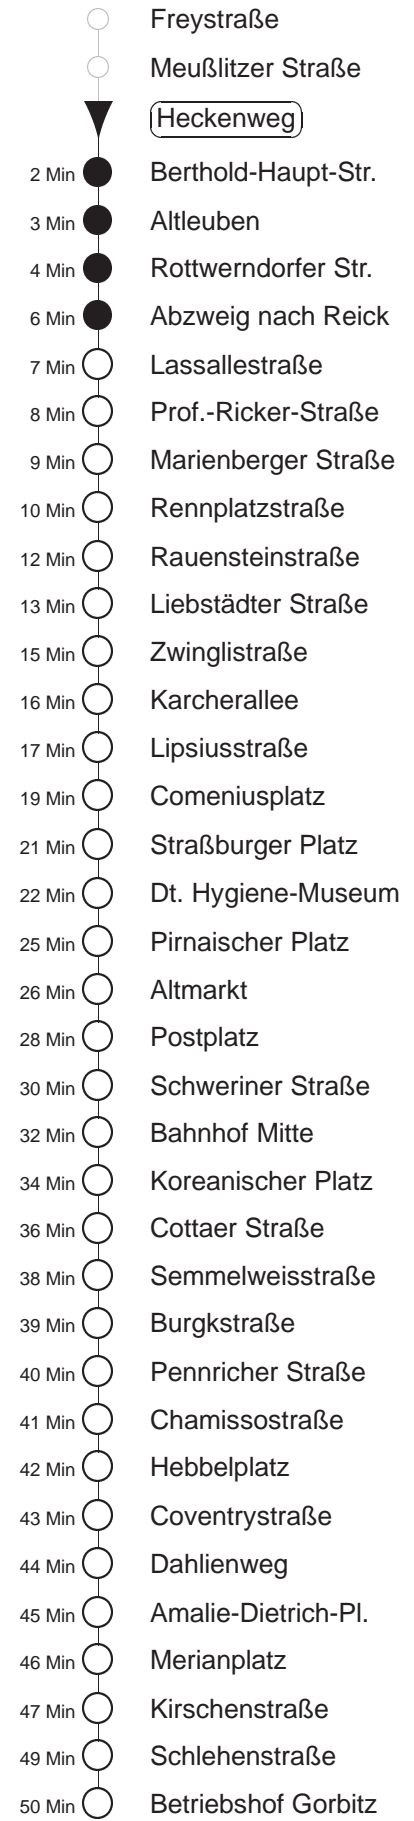 Freystraße
Meußlitzer Straße
Heckenweg
2 Min Berthold-Haupt-Str.
3 Min Altleuben
4 Min Rottwerndorfer Str.
6 Min Abzweig nach Reick
7 Min Lassallestraße
8 Min Prof.-Ricker-Straße
9 Min Marienberger Straße
10 Min Rennplatzstraße
12 Min Rauensteinstraße
13 Min Liebstädter Straße
15 Min Zwinglistraße
16 Min Karcherallee
17 Min Lipsiusstraße
19 Min Comeniusplatz
21 Min Straßburger Platz
22 Min Dt. Hygiene-Museum
25 Min Pirnaischer Platz
26 Min Altmarkt
28 Min Postplatz
30 Min Schweriner Straße
32 Min Bahnhof Mitte
34 Min Koreanischer Platz
36 Min Cottaer Straße
38 Min Semmelweisstraße
39 Min Burgkstraße
40 Min Pennricher Straße
41 Min Chamissostraße
42 Min Hebbelplatz
43 Min Coventrystraße
44 Min Dahlienweg
45 Min Amalie-Dietrich-Pl.
46 Min Merianplatz
47 Min Kirschenstraße
49 Min Schlehenstraße
50 Min Betriebshof Gorbitz